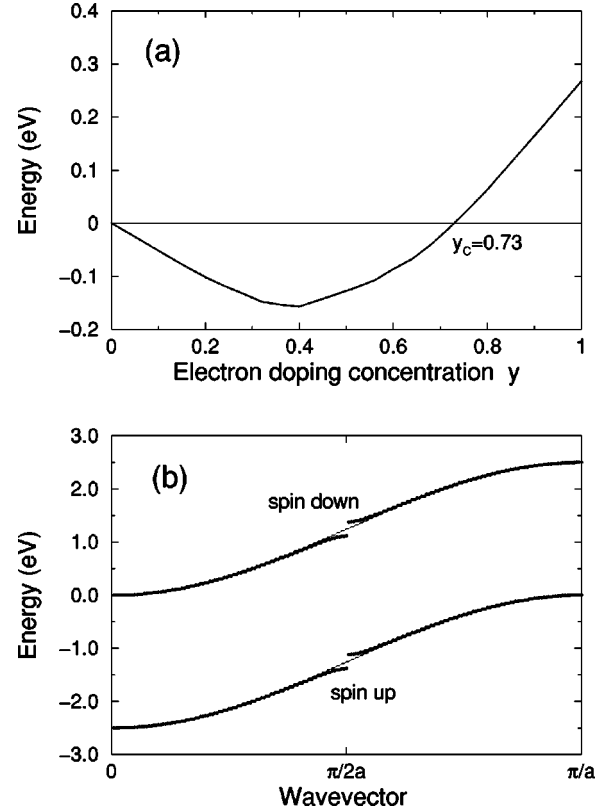 0.4
(a)
0.3
0.2
0.1
0
−0.1
−0.2
Energy (eV)
y_c=0.73
0 0.2 0.4 0.6 0.8 1
Electron doping concentration y
3.0
(b)
2.0
spin down
1.0
0.0
−1.0
spin up
−2.0
−3.0
Energy (eV)
0 π/2a π/a
Wavevector